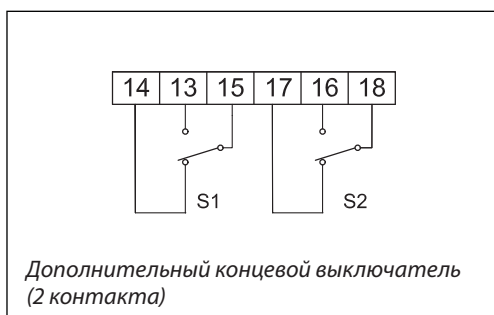 14 13 15 17 16 18
S1 S2
Дополнительный концевой выключатель
(2 контакта)